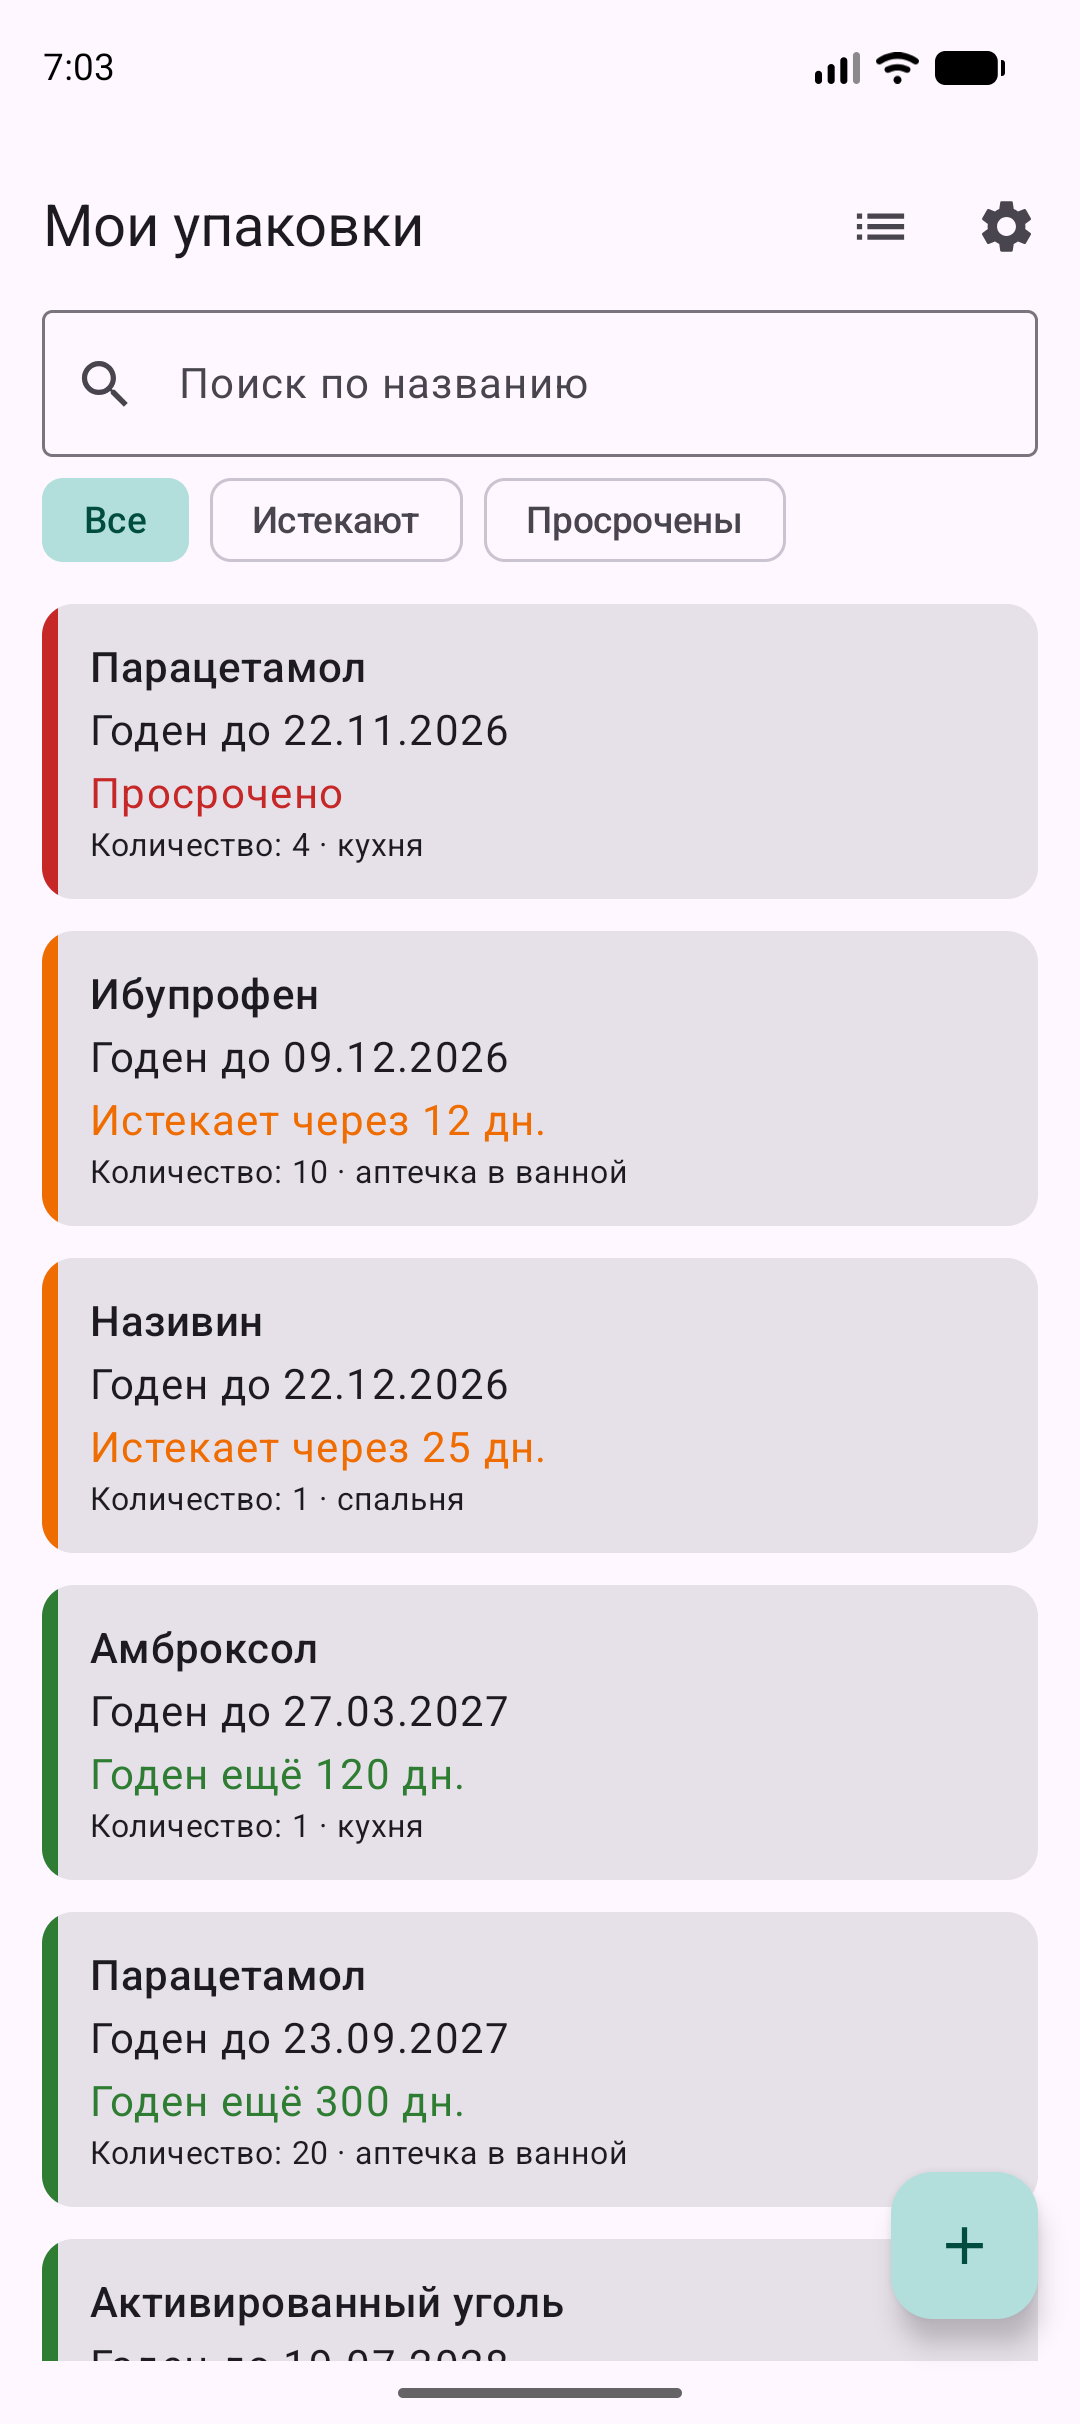 7:03
Мои упаковки
Поиск по названию
Все
Истекают
Просрочены
Парацетамол
Годен до 22.11.2026
Просрочено
Количество: 4 · кухня
Ибупрофен
Годен до 09.12.2026
Истекает через 12 дн.
Количество: 10 · аптечка в ванной
Називин
Годен до 22.12.2026
Истекает через 25 дн.
Количество: 1 · спальня
Амброксол
Годен до 27.03.2027
Годен ещё 120 дн.
Количество: 1 · кухня
Парацетамол
Годен до 23.09.2027
Годен ещё 300 дн.
Количество: 20 · аптечка в ванной
Активированный уголь
Годен до